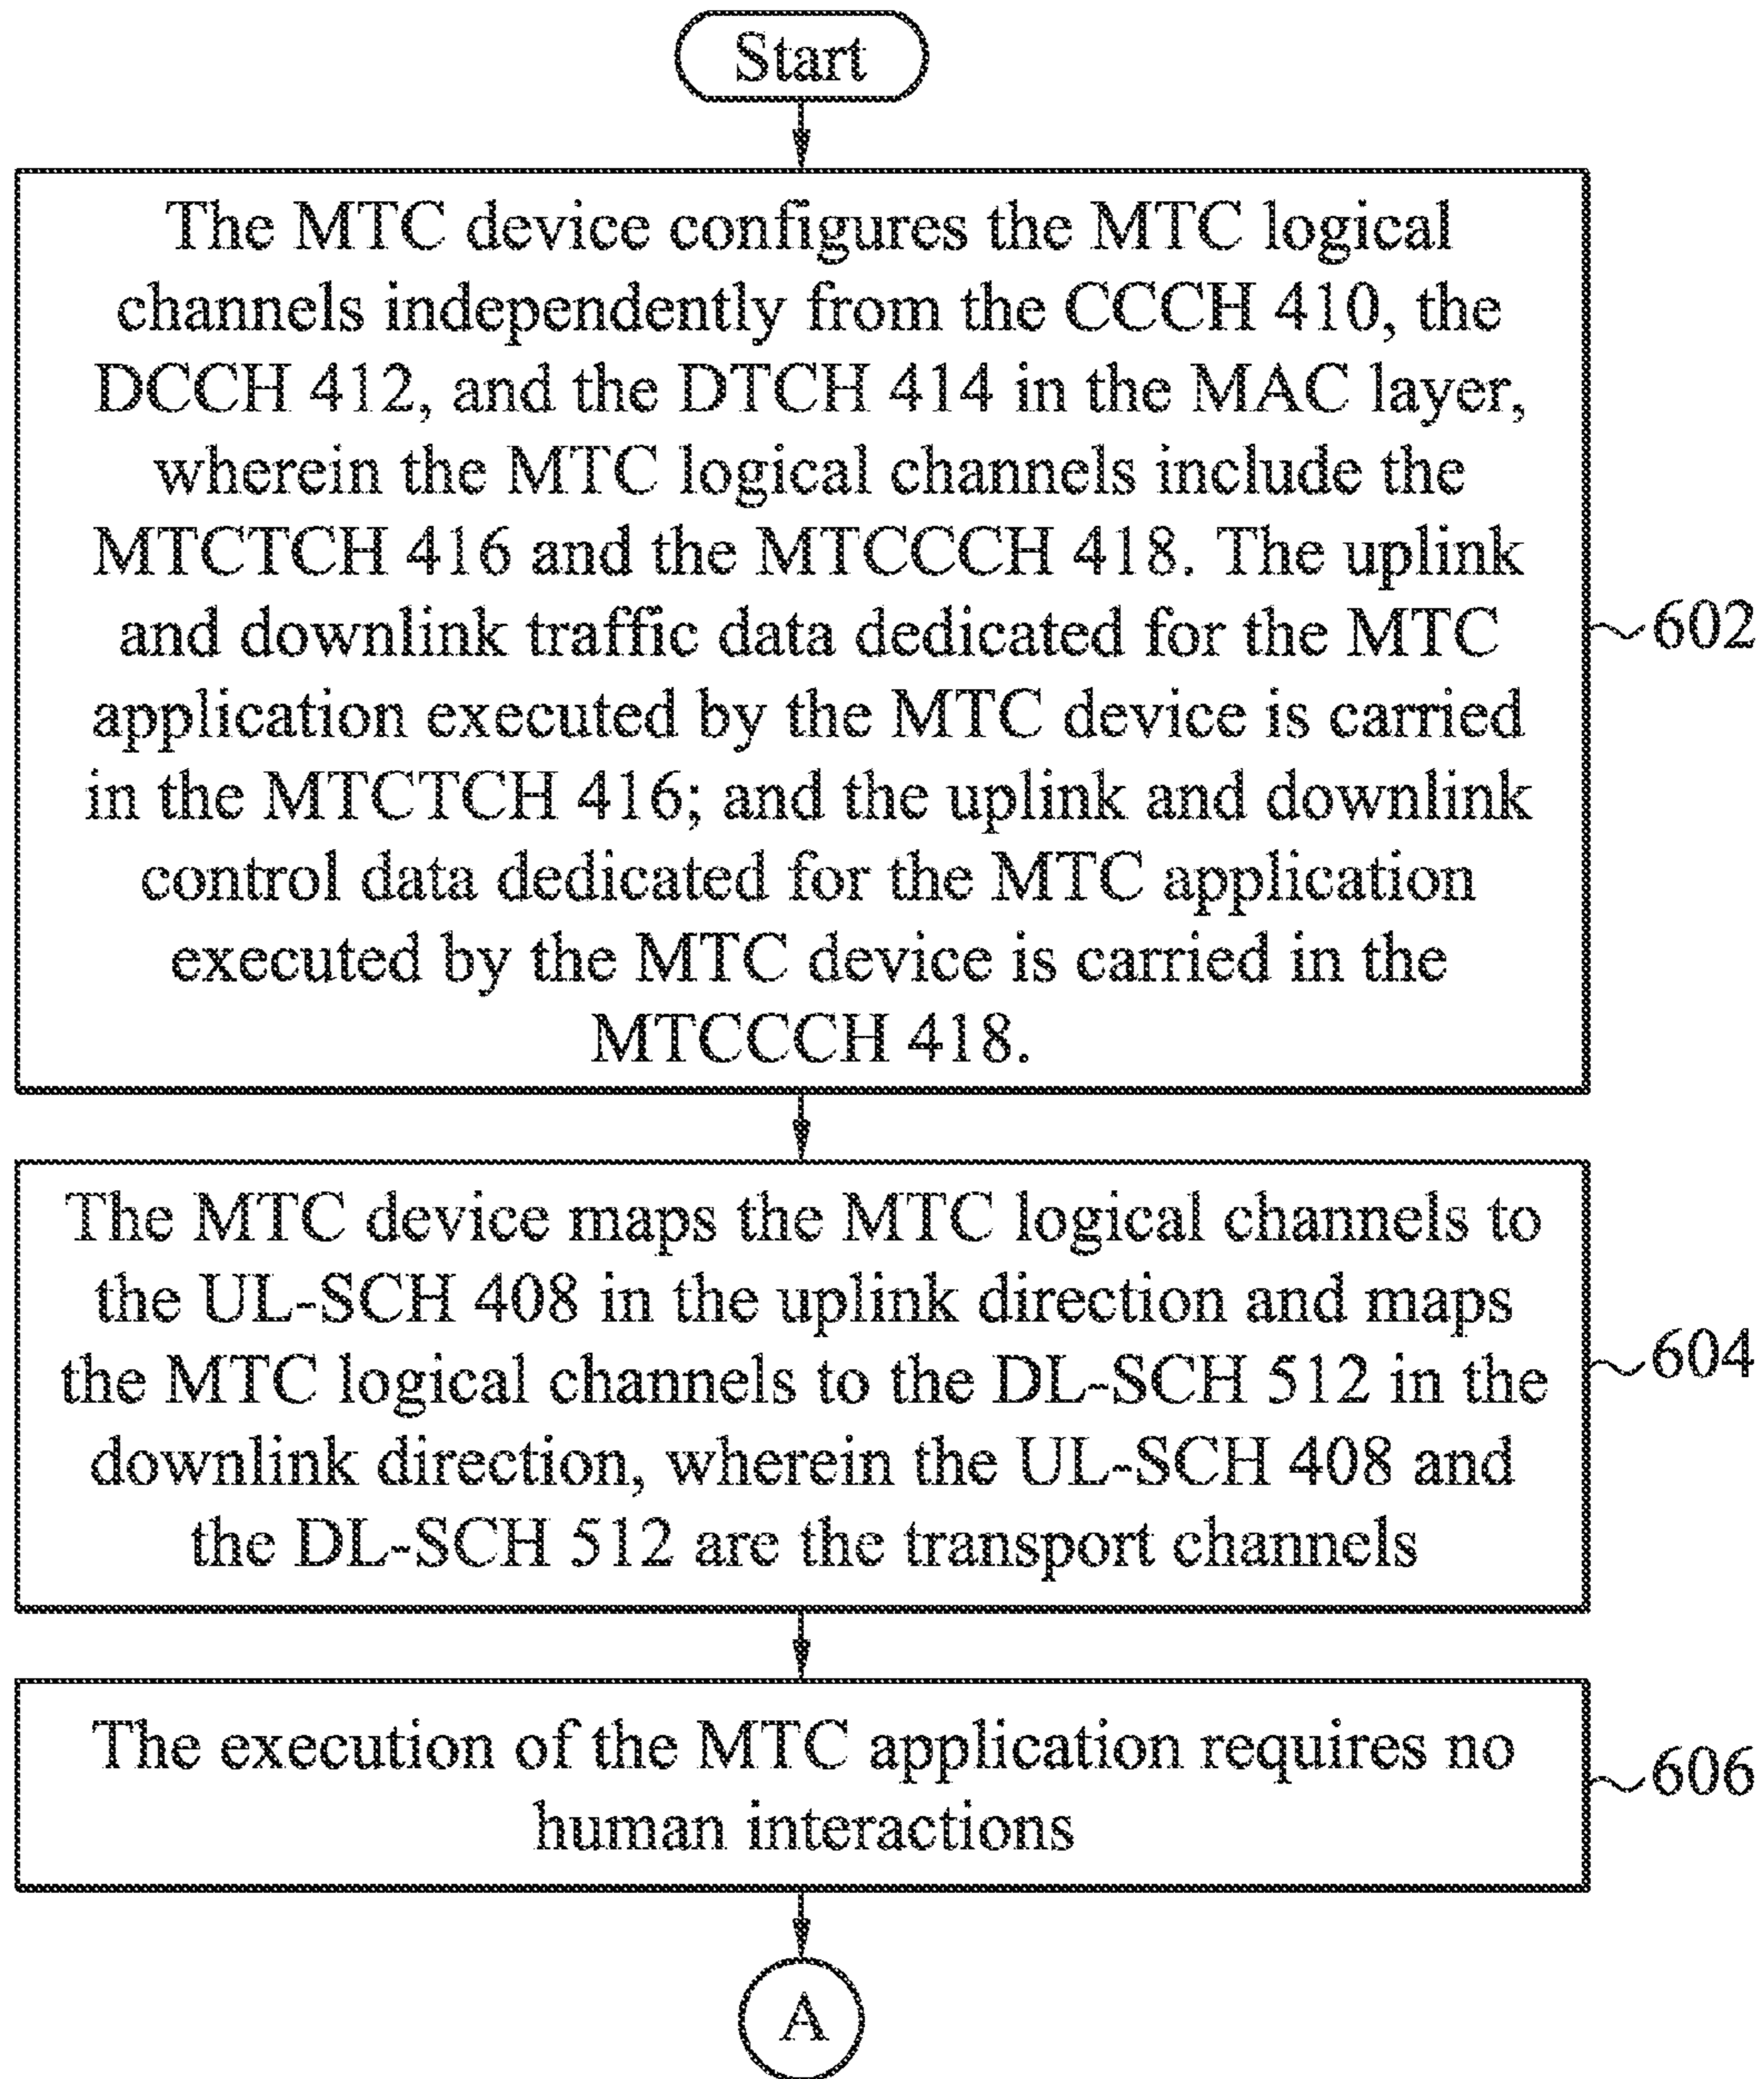 Start
The MTC device configures the MTC logical
channels independently from the CCCH 410, the
DCCH 412, and the DTCH 414 in the MAC layer,
wherein the MTC logical channels include the
MTCTCH 416 and the MTCCCH 418. The uplink
and downlink traffic data dedicated for the MTC
application executed by the MTC device is carried
in the MTCTCH 416; and the uplink and downlink
control data dedicated for the MTC application
executed by the MTC device is carried in the
MTCCCH 418.
602
The MTC device maps the MTC logical channels to
the UL-SCH 408 in the uplink direction and maps
the MTC logical channels to the DL-SCH 512 in the
downlink direction, wherein the UL-SCH 408 and
the DL-SCH 512 are the transport channels
604
The execution of the MTC application requires no
human interactions
606
A